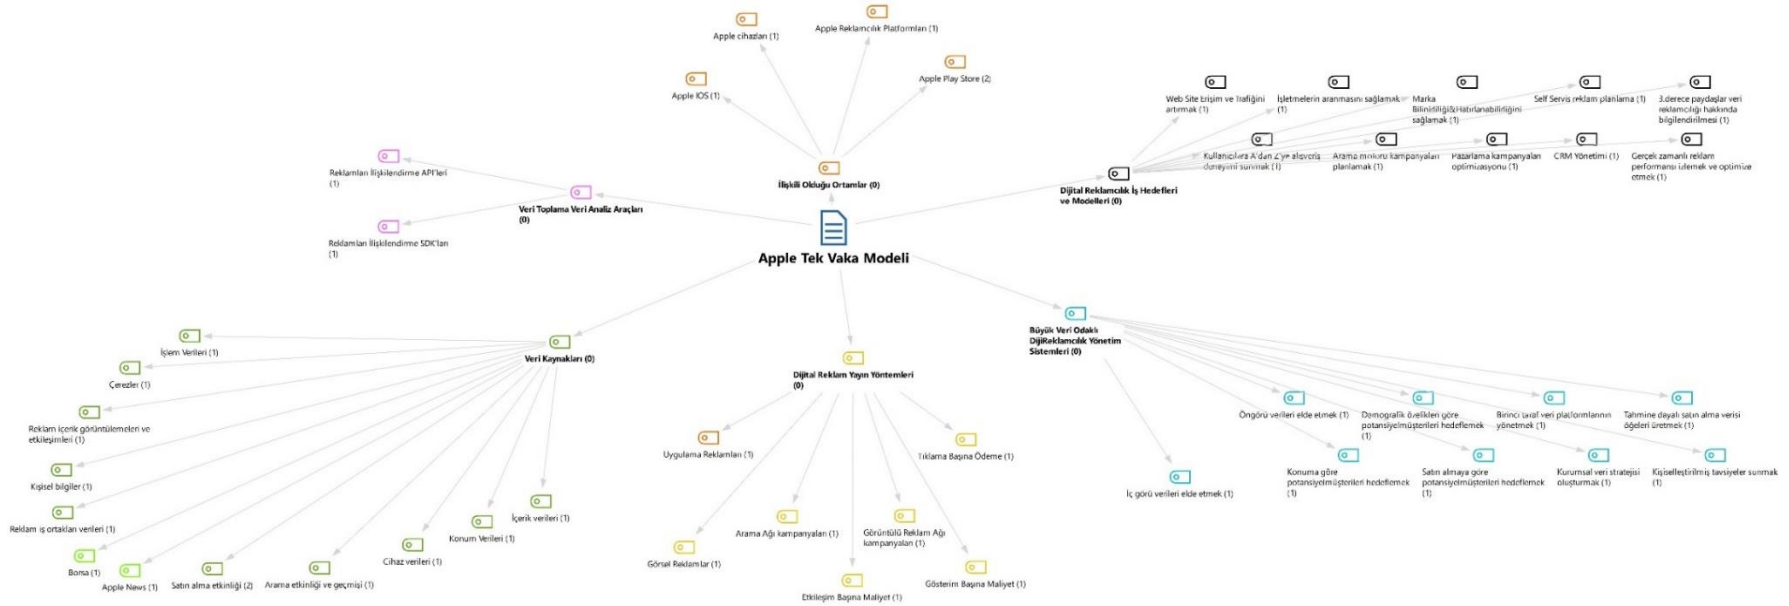 Apple cihazları (1)
Apple Reklamcılık Platformları (1)
Apple IOS (1)
Apple Play Store (2)
İlişkili Olduğu Ortamlar (0)
Web Site Erişim ve Trafiğini
artırmak (1)
İşletmelerin aranmasını sağlamak
(1)
Marka
Bilinirliliği&Hatırlanabilirliğini
sağlamak (1)
Self Servis reklam planlama (1)
3.derece paydaşlar veri
reklamcılığı hakkında
bilgilendirilmesi (1)
Kullanıcılara A'dan Z'ye alışveriş
deneyimi sunmak (1)
Arama motoru kampanyaları
planlamak (1)
Pazarlama kampanyaları
optimizasyonu (1)
CRM Yönetimi (1)
Gerçek zamanlı reklam
performansı izlemek ve optimize
etmek (1)
Dijital Reklamcılık İş Hedefleri
ve Modelleri (0)
Reklamları İlişkilendirme API'leri
(1)
Veri Toplama Veri Analiz Araçları
(0)
Reklamları İlişkilendirme SDK'ları
(1)
Apple Tek Vaka Modeli
Veri Kaynakları (0)
İşlem Verileri (1)
Çerezler (1)
Reklam içerik görüntülemeleri ve
etkileşimleri (1)
Kişisel bilgiler (1)
Reklam iş ortakları verileri (1)
Borsa (1)
Apple News (1)
Satın alma etkinliği (2)
Arama etkinliği ve geçmişi (1)
Cihaz verileri (1)
Konum Verileri (1)
İçerik verileri (1)
Dijital Reklam Yayın Yöntemleri
(0)
Uygulama Reklamları (1)
Tıklama Başına Ödeme (1)
Arama Ağı kampanyaları (1)
Görüntülü Reklam Ağı
kampanyaları (1)
Görsel Reklamlar (1)
Etkileşim Başına Maliyet (1)
Gösterim Başına Maliyet (1)
Büyük Veri Odaklı
DijiReklamcılık Yönetim
Sistemleri (0)
Öngörü verileri elde etmek (1)
Demografik özelikleri göre
potansiyelmüşterileri hedeflemek
(1)
Birinci taraf veri platformlarının
yönetmek (1)
Tahmine dayalı satın alma verisi
öğeleri üretmek (1)
İç görü verileri elde etmek (1)
Konuma göre
potansiyelmüşterileri hedeflemek
(1)
Satın almaya göre
potansiyelmüşterileri hedeflemek
(1)
Kurumsal veri stratejisi
oluşturmak (1)
Kişiselleştirilmiş tavsiyeler sunmak
(1)